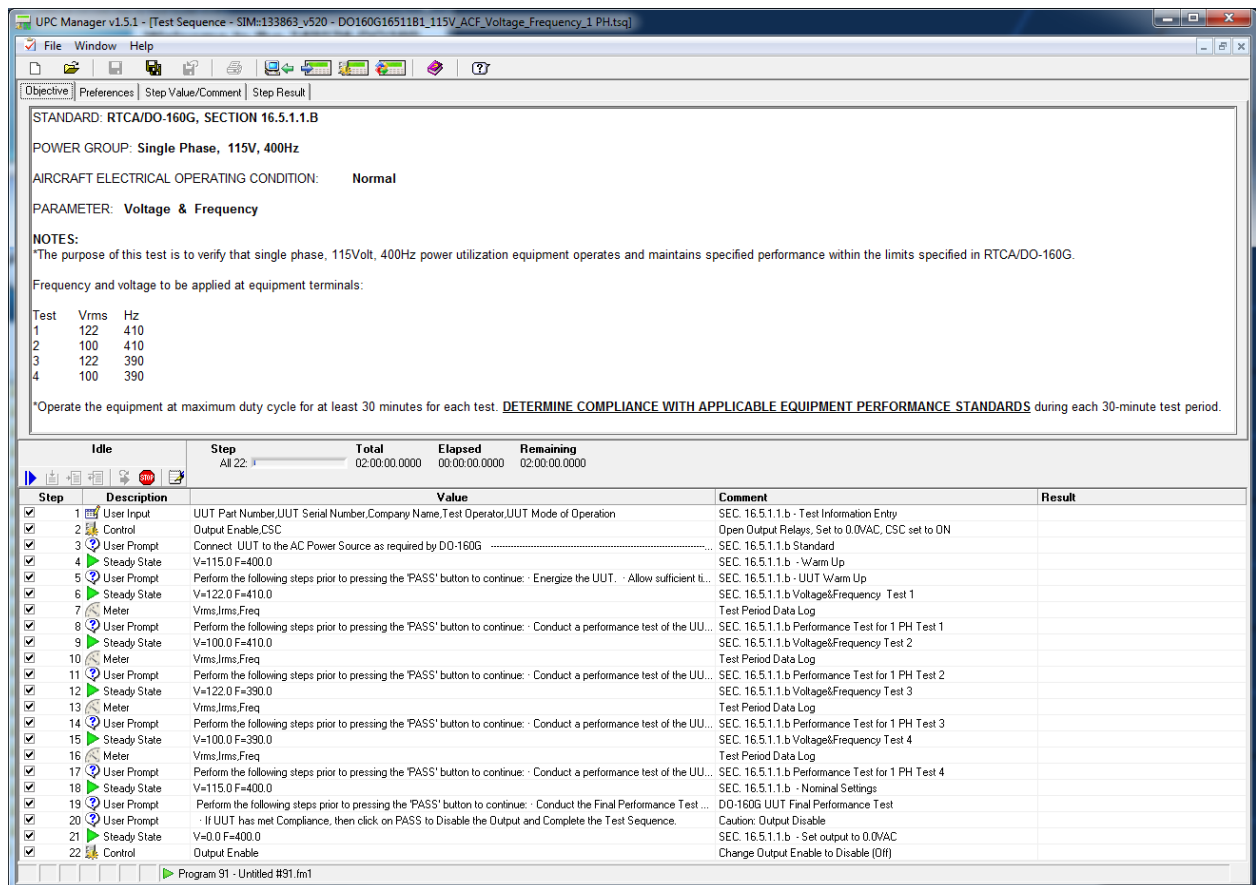 UPC Manager v1.5.1 - [Test Sequence - SIM::133863_v520 - DO160G16511B1_115V_ACF_Voltage_Frequency_1 PH.tsq]
File Window Help
Objective Preferences Step Value/Comment Step Result
STANDARD: RTCA/DO-160G, SECTION 16.5.1.1.B
POWER GROUP: Single Phase, 115V, 400Hz
AIRCRAFT ELECTRICAL OPERATING CONDITION: Normal
PARAMETER: Voltage & Frequency
NOTES:
*The purpose of this test is to verify that single phase, 115Volt, 400Hz power utilization equipment operates and maintains specified performance within the limits specified in RTCA/DO-160G.
Frequency and voltage to be applied at equipment terminals:
Test Vrms Hz
1 122 410
2 100 410
3 122 390
4 100 390
*Operate the equipment at maximum duty cycle for at least 30 minutes for each test. DETERMINE COMPLIANCE WITH APPLICABLE EQUIPMENT PERFORMANCE STANDARDS during each 30-minute test period.
Idle Step Total Elapsed Remaining
All 22: 02:00:00.0000 00:00:00.0000 02:00:00.0000
STOP
Step Description Value Comment Result
1 User Input UUT Part Number,UUT Serial Number,Company Name,Test Operator,UUT Mode of Operation SEC. 16.5.1.1.b - Test Information Entry
2 Control Output Enable,CSC Open Output Relays, Set to 0.0VAC, CSC set to ON
3 User Prompt Connect UUT to the AC Power Source as required by DO-160G ---... SEC. 16.5.1.1.b Standard
4 Steady State V=115.0 F=400.0 SEC. 16.5.1.1.b - Warm Up
5 User Prompt Perform the following steps prior to pressing the 'PASS' button to continue: · Energize the UUT. · Allow sufficient ti... SEC. 16.5.1.1.b - UUT Warm Up
6 Steady State V=122.0 F=410.0 SEC. 16.5.1.1.b Voltage&Frequency Test 1
7 Meter Vrms,Irms,Freq Test Period Data Log
8 User Prompt Perform the following steps prior to pressing the 'PASS' button to continue: · Conduct a performance test of the UU... SEC. 16.5.1.1.b Performance Test for 1 PH Test 1
9 Steady State V=100.0 F=410.0 SEC. 16.5.1.1.b Voltage&Frequency Test 2
10 Meter Vrms,Irms,Freq Test Period Data Log
11 User Prompt Perform the following steps prior to pressing the 'PASS' button to continue: · Conduct a performance test of the UU... SEC. 16.5.1.1.b Performance Test for 1 PH Test 2
12 Steady State V=122.0 F=390.0 SEC. 16.5.1.1.b Voltage&Frequency Test 3
13 Meter Vrms,Irms,Freq Test Period Data Log
14 User Prompt Perform the following steps prior to pressing the 'PASS' button to continue: · Conduct a performance test of the UU... SEC. 16.5.1.1.b Performance Test for 1 PH Test 3
15 Steady State V=100.0 F=390.0 SEC. 16.5.1.1.b Voltage&Frequency Test 4
16 Meter Vrms,Irms,Freq Test Period Data Log
17 User Prompt Perform the following steps prior to pressing the 'PASS' button to continue: · Conduct a performance test of the UU... SEC. 16.5.1.1.b Performance Test for 1 PH Test 4
18 Steady State V=115.0 F=400.0 SEC. 16.5.1.1.b - Nominal Settings
19 User Prompt Perform the following steps prior to pressing the 'PASS' button to continue: · Conduct the Final Performance Test ... DO-160G UUT Final Performance Test
20 User Prompt · If UUT has met Compliance, then click on PASS to Disable the Output and Complete the Test Sequence. Caution: Output Disable
21 Steady State V=0.0 F=400.0 SEC. 16.5.1.1.b - Set output to 0.0VAC
22 Control Output Enable Change Output Enable to Disable (Off)
Program 91 - Untitled #91.fm1